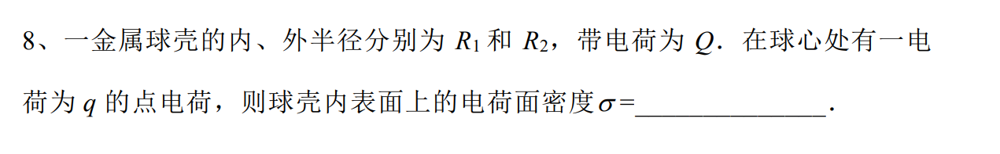 8、一金属球壳的内、外半径分别为 R1 和 R2，带电荷为 Q．在球心处有一电
荷为 q 的点电荷，则球壳内表面上的电荷面密度σ=______________．